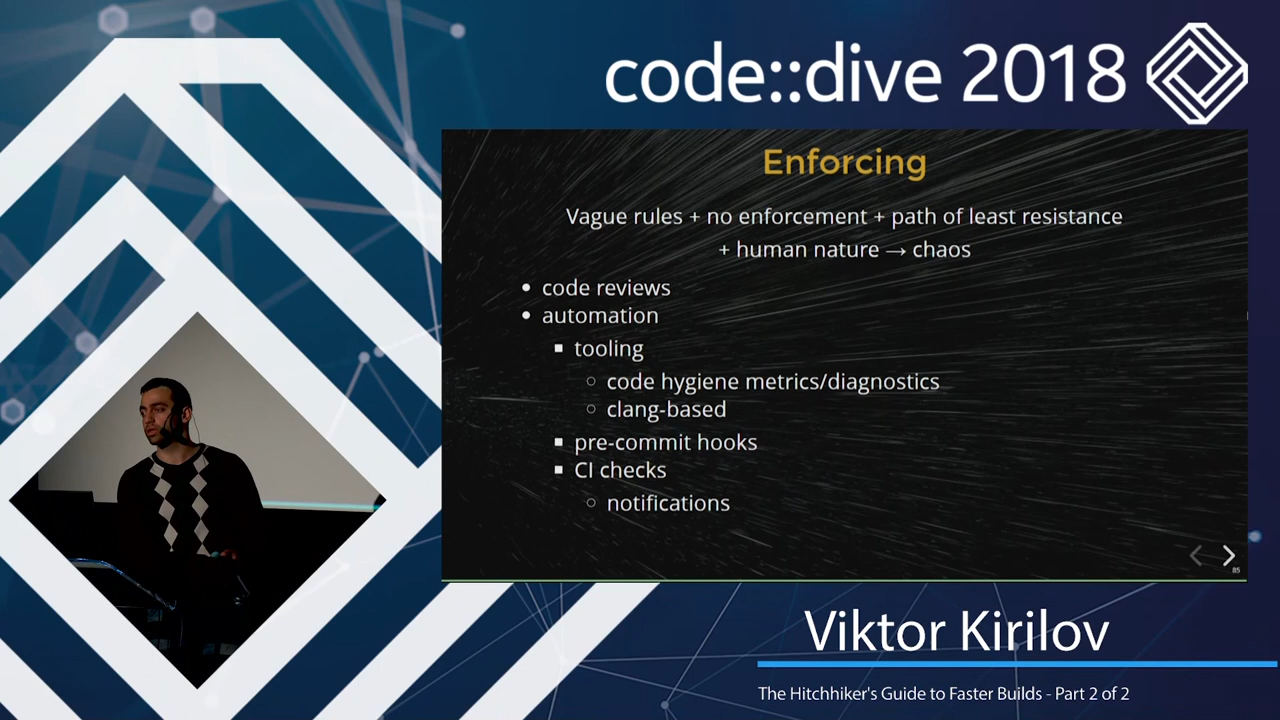 code::dive 2018
Enforcing
Vague rules + no enforcement + path of least resistance
+ human nature → chaos
• code reviews
• automation
▪ tooling
○ code hygiene metrics/diagnostics
○ clang-based
▪ pre-commit hooks
▪ CI checks
○ notifications
85
Viktor Kirilov
The Hitchhiker's Guide to Faster Builds - Part 2 of 2